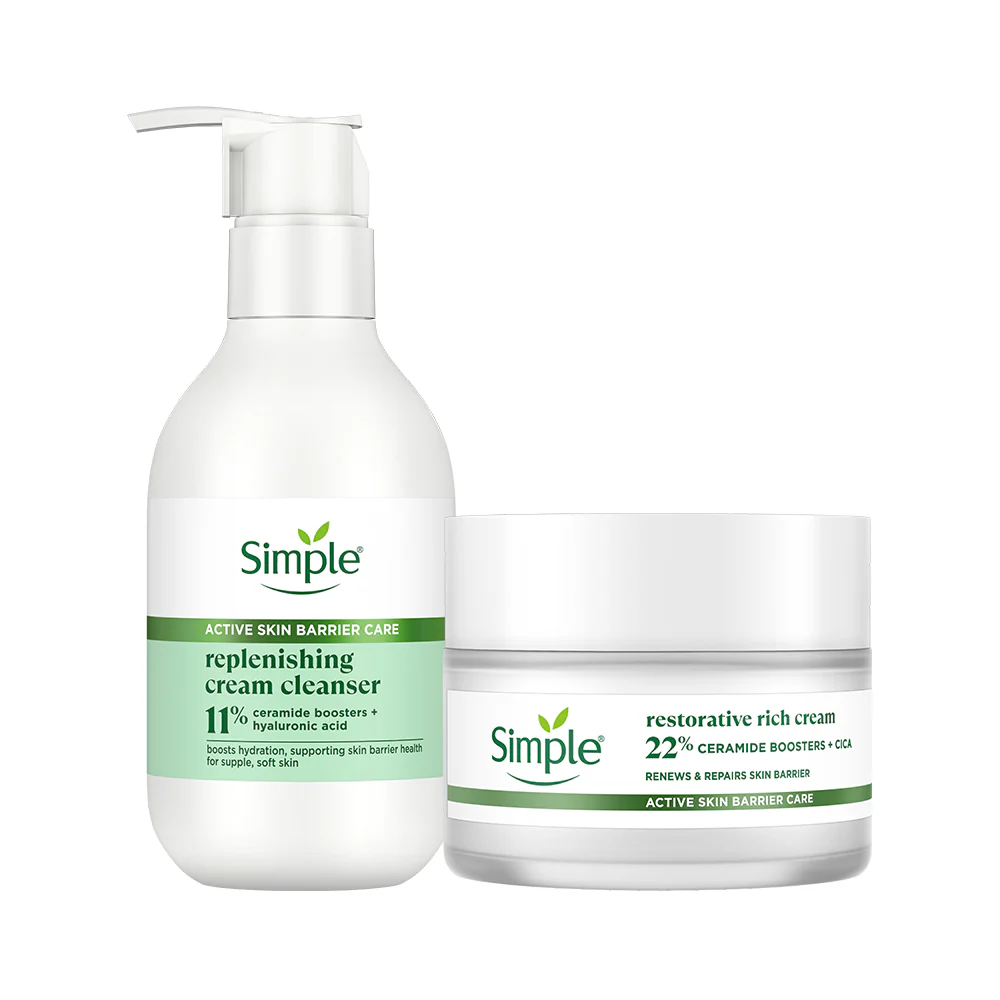 Simple®
ACTIVE SKIN BARRIER CARE
replenishing
cream cleanser
11% ceramide boosters +
hyaluronic acid
boosts hydration, supporting skin barrier health
for supple, soft skin
Simple®
restorative rich cream
22% CERAMIDE BOOSTERS + CICA
RENEWS & REPAIRS SKIN BARRIER
ACTIVE SKIN BARRIER CARE